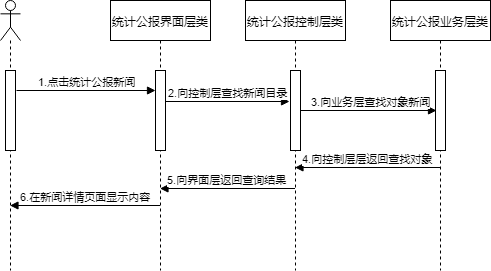 统计公报界面层类
统计公报控制层类
统计公报业务层类
1.点击统计公报新闻
2.向控制层查找新闻目录
3.向业务层查找对象新闻
4.向控制层层返回查找对象
5.向界面层返回查询结果
6.在新闻详情页面显示内容